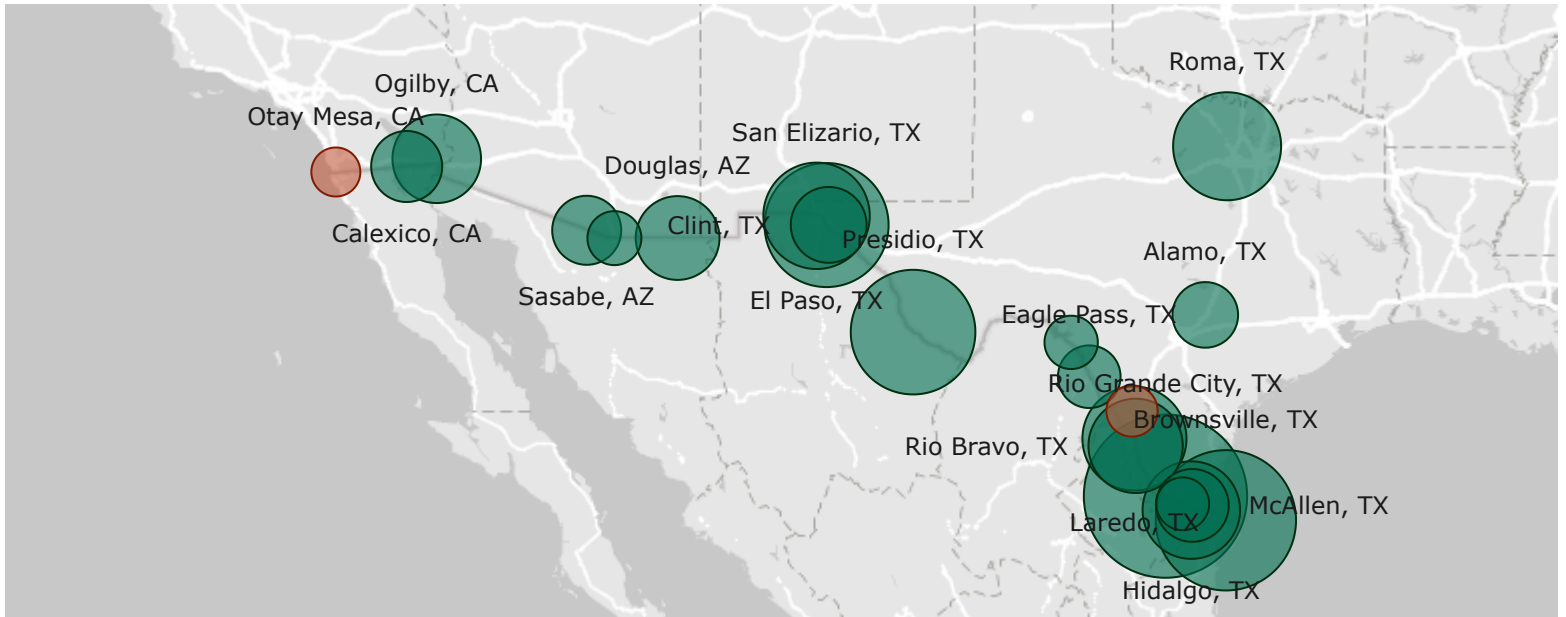 Roma, TX
Ogilby, CA
Otay Mesa, CA
San Elizario, TX
Douglas, AZ
Clint, TX
Calexico, CA
Presidio, TX
Alamo, TX
Sasabe, AZ
El Paso, TX
Eagle Pass, TX
Rio Grande City, TX
Brownsville, TX
Rio Bravo, TX
McAllen, TX
Laredo, TX
Hidalgo, TX